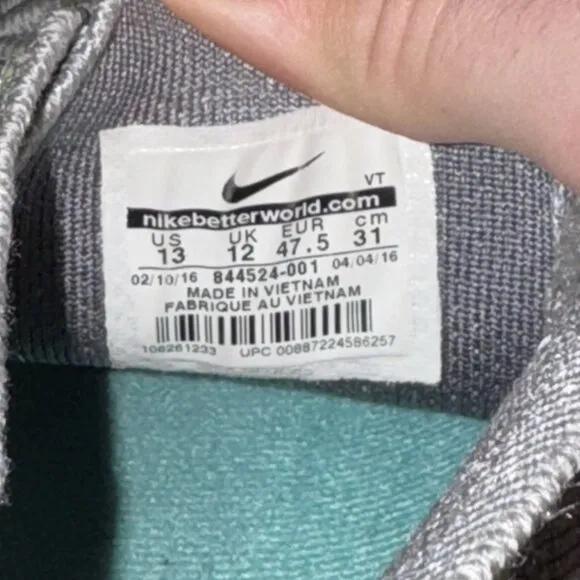 VT
nikebetterworld.com
US UK EUR cm
13 12 47.5 31
02/10/16 844524-001 04/04/16
MADE IN VIETNAM
FABRIQUE AU VIETNAM
106261233 UPC 00887224586257